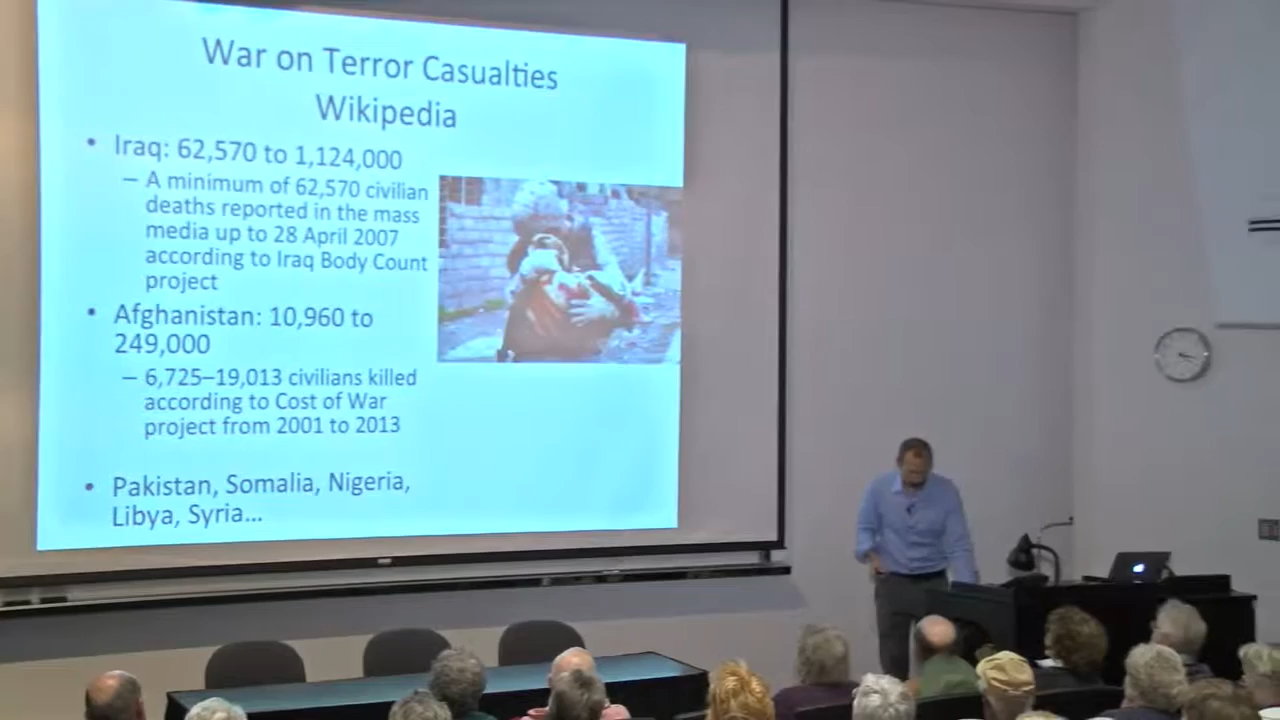 War on Terror Casualties
Wikipedia
• Iraq: 62,570 to 1,124,000
– A minimum of 62,570 civilian
deaths reported in the mass
media up to 28 April 2007
according to Iraq Body Count
project
• Afghanistan: 10,960 to
249,000
– 6,725–19,013 civilians killed
according to Cost of War
project from 2001 to 2013
• Pakistan, Somalia, Nigeria,
Libya, Syria...